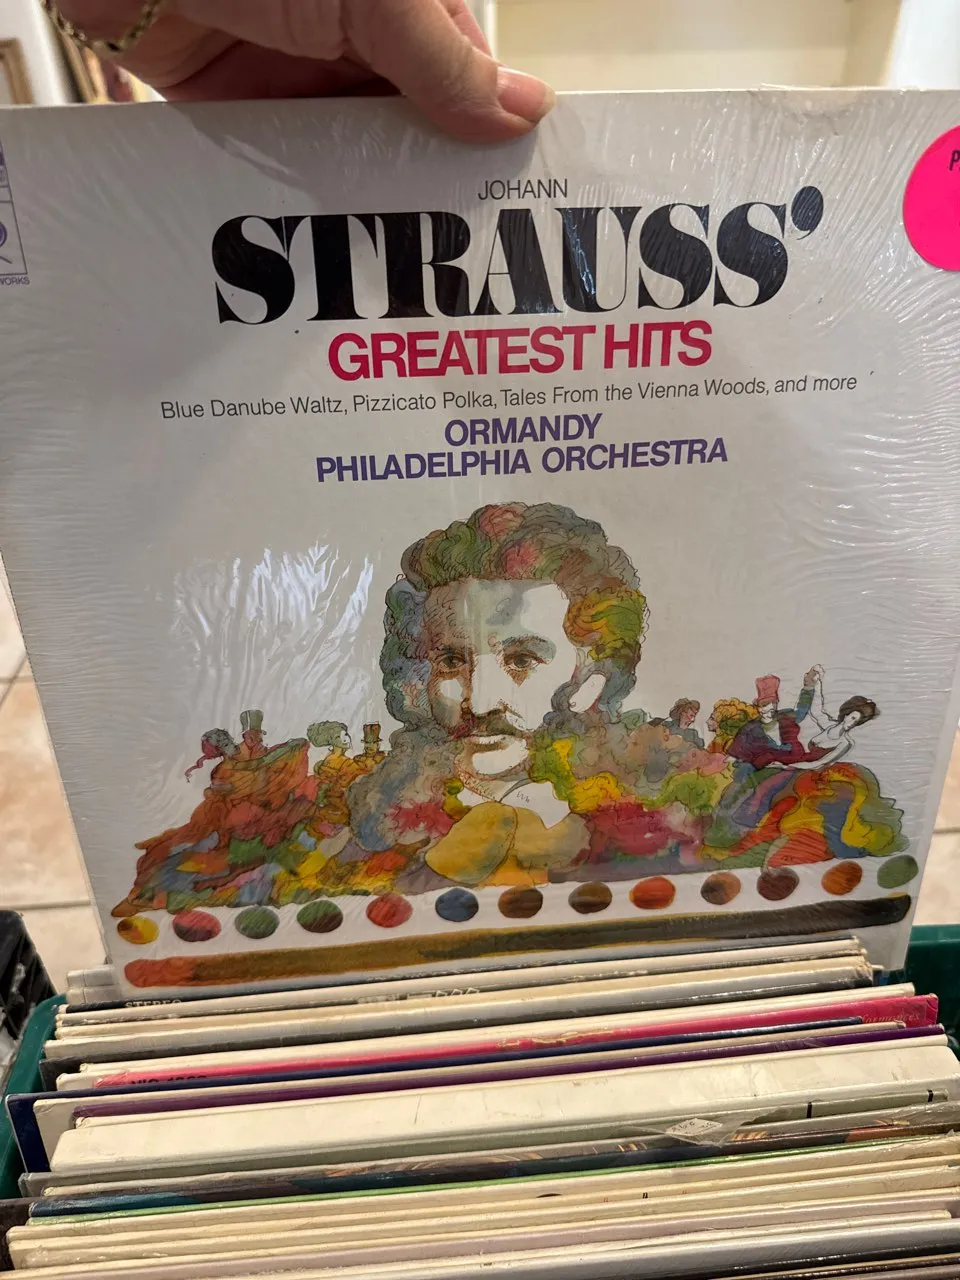 JOHANN
STRAUSS'
GREATEST HITS
Blue Danube Waltz, Pizzicato Polka, Tales From the Vienna Woods, and more
ORMANDY
PHILADELPHIA ORCHESTRA
STEREO